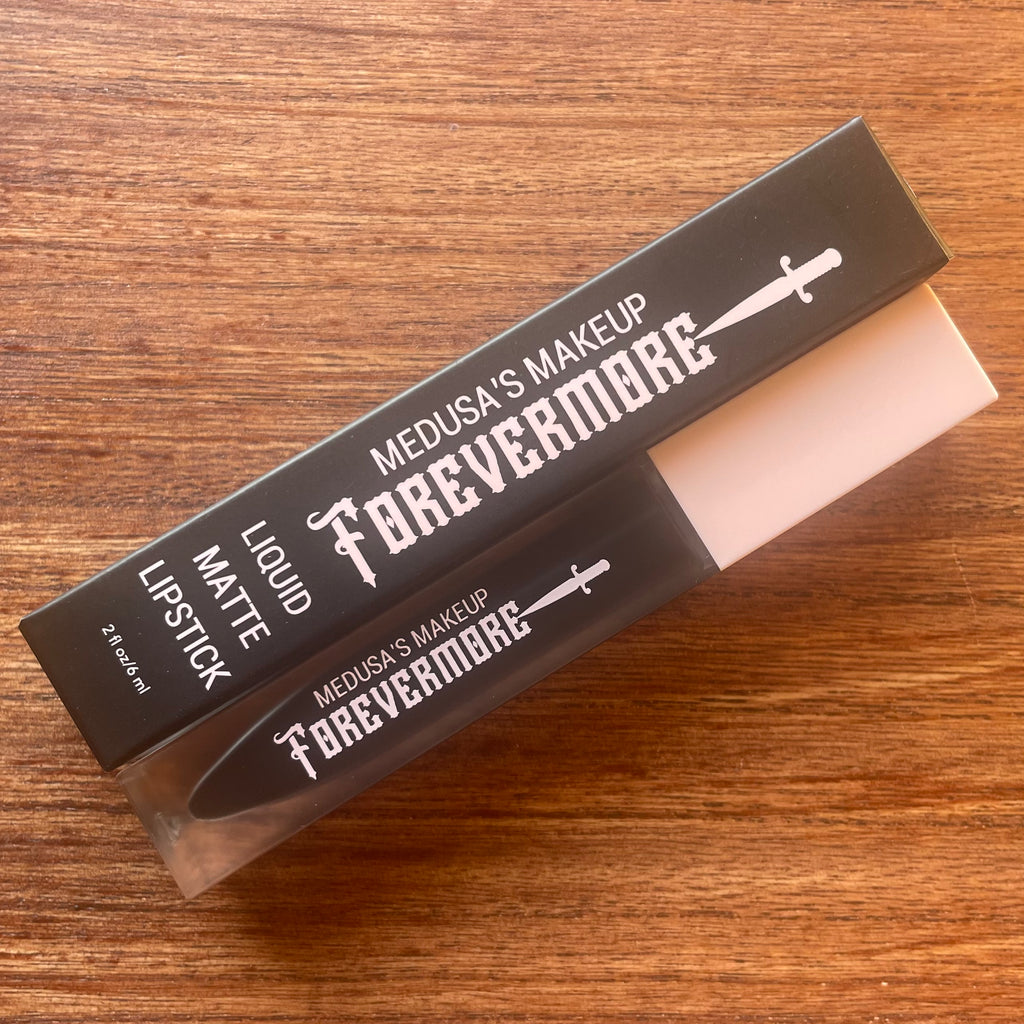 MEDUSA'S MAKEUP
FOREVERMORE
LIQUID
MATTE
LIPSTICK
2 fl oz/6 ml
MEDUSA'S MAKEUP
FOREVERMORE